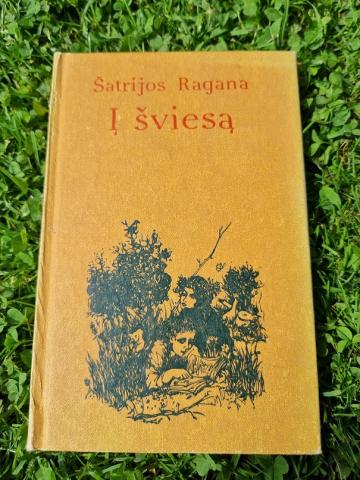 Šatrijos Ragana
Į šviesą